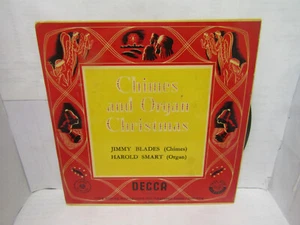 Chimes
and Organ
Christmas
JIMMY BLADES (Chimes)
HAROLD SMART (Organ)
DECCA